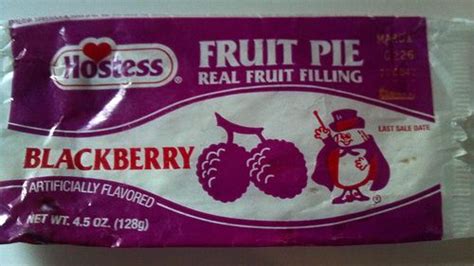 Hostess®
FRUIT PIE
REAL FRUIT FILLING
LAST SALE DATE
BLACKBERRY
ARTIFICIALLY FLAVORED
NET WT. 4.5 OZ. (128g)
®